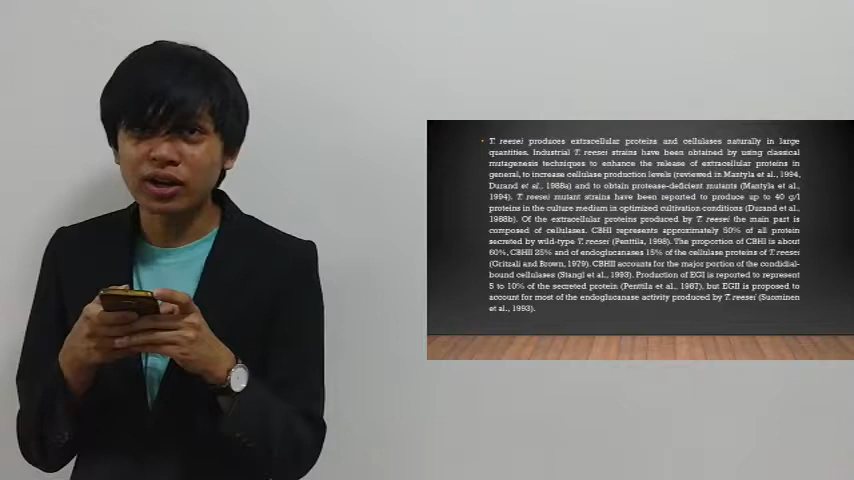 • T. reesei produces extracellular proteins and cellulases naturally in large
quantities. Industrial T. reesei strains have been obtained by using classical
mutagenesis techniques to enhance the release of extracellular proteins in
general, to increase cellulase production levels (reviewed in Mantyla et al., 1994,
Durand et al., 1988a) and to obtain protease-deficient mutants (Mantyla et al.,
1994). T. reesei mutant strains have been reported to produce up to 40 g/l
proteins in the culture medium in optimized cultivation conditions (Durand et al.,
1988b). Of the extracellular proteins produced by T. reesei the main part is
composed of cellulases. CBHI represents approximately 50% of all protein
secreted by wild-type T. reesei (Penttila, 1998). The proportion of CBHI is about
60%, CBHII 25% and of endoglucanases 15% of the cellulase proteins of T. reesei
(Gritzali and Brown, 1979). CBHII accounts for the major portion of the condidial-
bound cellulases (Stangl et al., 1993). Production of EGI is reported to represent
5 to 10% of the secreted protein (Penttila et al., 1987), but EGII is proposed to
account for most of the endoglucanase activity produced by T. reesei (Suominen
et al., 1993).